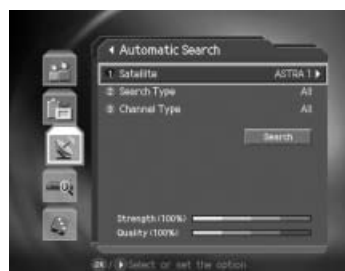 Automatic Search
1 Satellite ASTRA 1
2 Search Type All
3 Channel Type All
Search
Strength(100%)
Quality (100%)
OK / Select or set the option